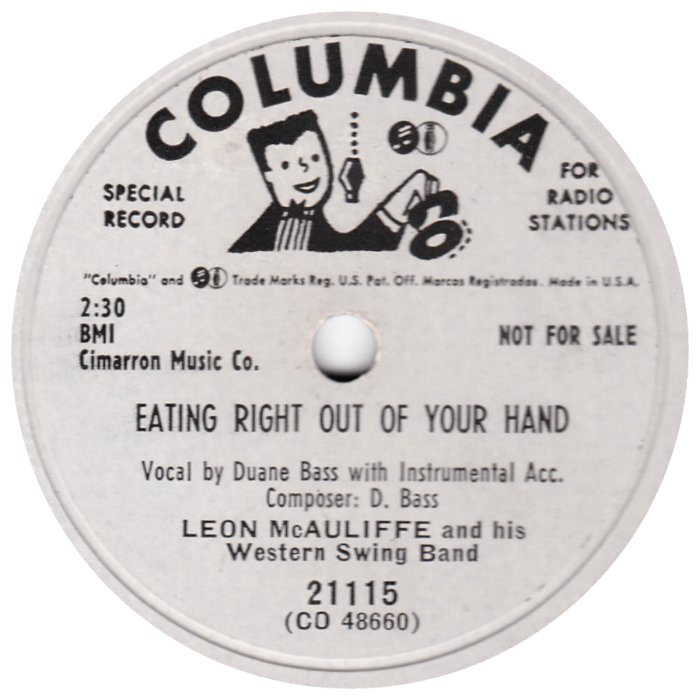 COLUMBIA
SPECIAL
RECORD
FOR
RADIO
STATIONS
"Columbia" and Trade Marks Reg. U.S. Pat. Off. Marcas Registradas. Made in U.S.A.
2:30
BMI
Cimarron Music Co.
NOT FOR SALE
EATING RIGHT OUT OF YOUR HAND
Vocal by Duane Bass with Instrumental Acc.
Composer: D. Bass
LEON McAULIFFE and his
Western Swing Band
21115
(CO 48660)